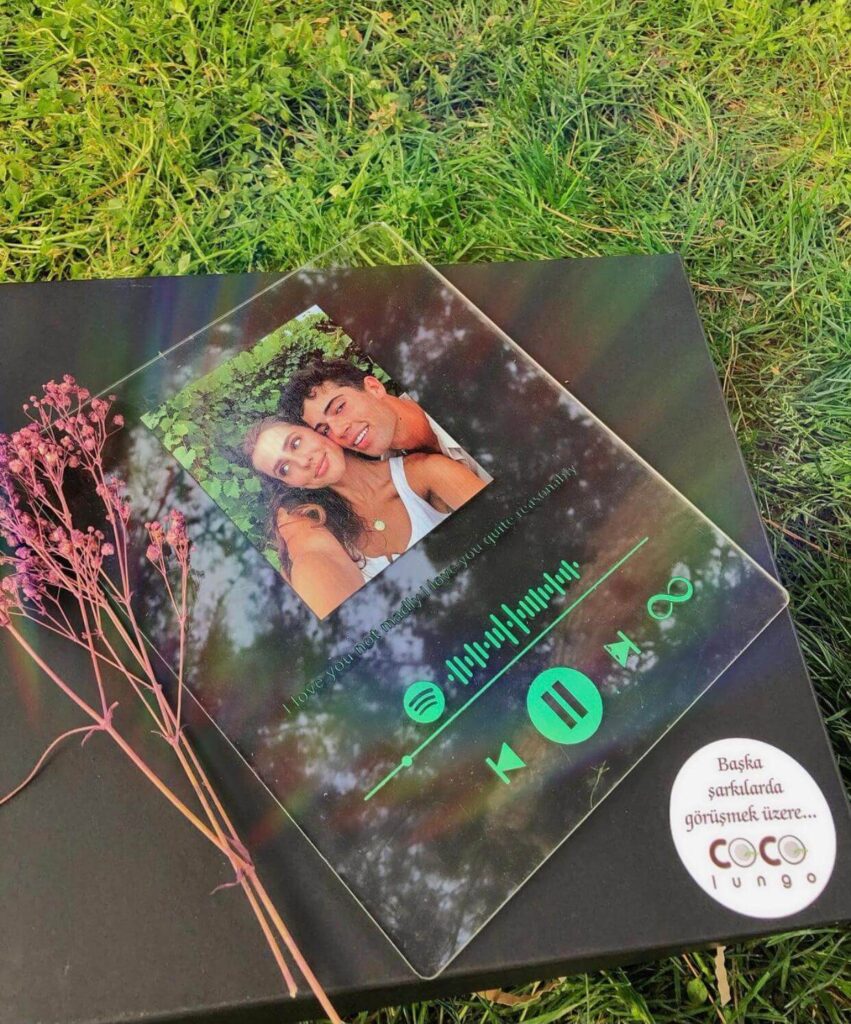 I love you not madly I love you quite reasonably
Başka
şarkılarda
görüşmek üzere...
COCO
lungo